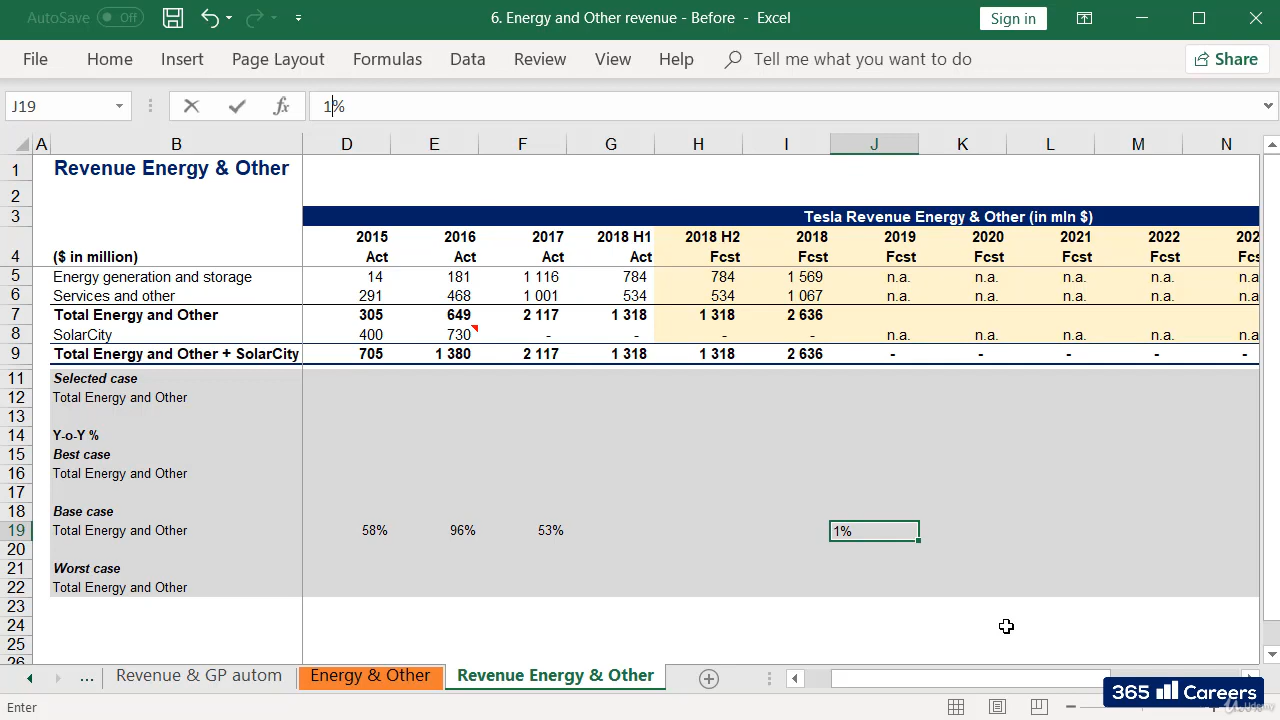 AutoSave Off 6. Energy and Other revenue - Before - Excel Sign in
File Home Insert Page Layout Formulas Data Review View Help Tell me what you want to do Share
J19 fx 1%
A B D E F G H I J K L M N
1 Revenue Energy & Other
2
3 Tesla Revenue Energy & Other (in mln $)
2015 2016 2017 2018 H1 2018 H2 2018 2019 2020 2021 2022 202
4 ($ in million) Act Act Act Act Fcst Fcst Fcst Fcst Fcst Fcst Fcs
5 Energy generation and storage 14 181 1 116 784 784 1 569 n.a. n.a. n.a. n.a. n.a
6 Services and other 291 468 1 001 534 534 1 067 n.a. n.a. n.a. n.a. n.a
7 Total Energy and Other 305 649 2 117 1 318 1 318 2 636
8 SolarCity 400 730 - - - - n.a. n.a. n.a. n.a. n.a
9 Total Energy and Other + SolarCity 705 1 380 2 117 1 318 1 318 2 636 - - - - -
11 Selected case
12 Total Energy and Other
13
14 Y-o-Y %
15 Best case
16 Total Energy and Other
17
18 Base case
19 Total Energy and Other 58% 96% 53% 1%
20
21 Worst case
22 Total Energy and Other
23
24
25
26
... Revenue & GP autom Energy & Other Revenue Energy & Other
365 Careers
Enter Udemy